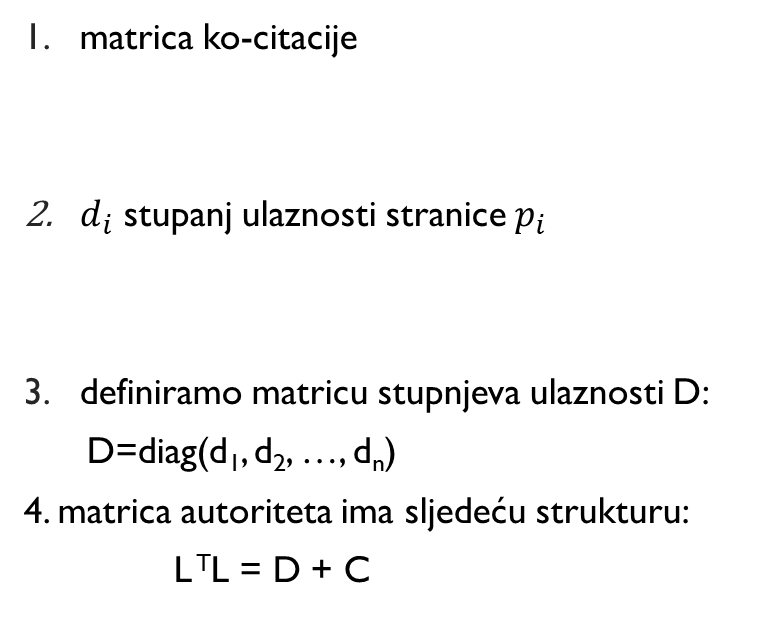 1. matrica ko-citacije
2. dᵢ stupanj ulaznosti stranice pᵢ
3. definiramo matricu stupnjeva ulaznosti D:
D=diag(d₁, d₂, …, dₙ)
4. matrica autoriteta ima sljedeću strukturu:
LᵀL = D + C